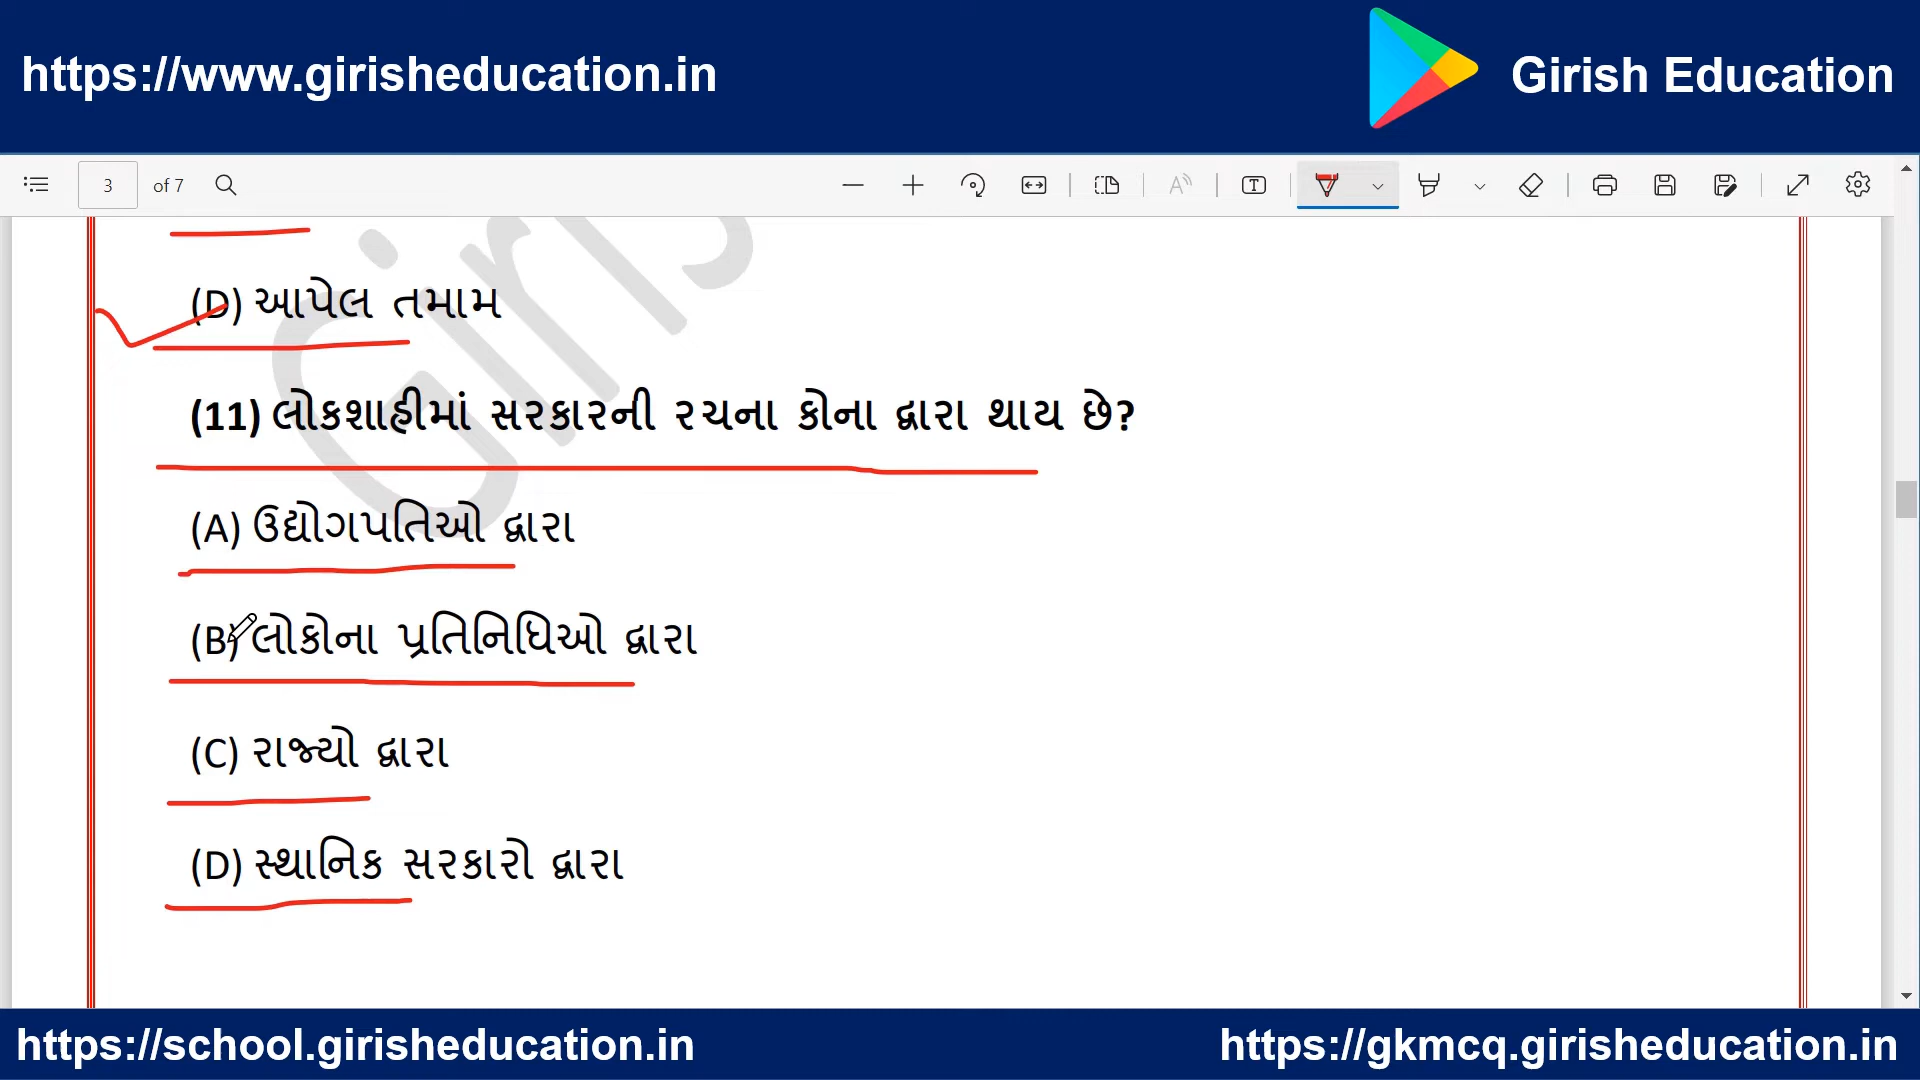 https://www.girisheducation.in
Girish Education
3 of 7
Giris
(D) આપેલ તમામ
(11) લોકશાહીમાં સરકારની રચના કોના દ્વારા થાય છે?
(A) ઉદ્યોગપતિઓ દ્વારા
(B) લોકોના પ્રતિનિધિઓ દ્વારા
(C) રાજ્યો દ્વારા
(D) સ્થાનિક સરકારો દ્વારા
https://school.girisheducation.in
https://gkmcq.girisheducation.in